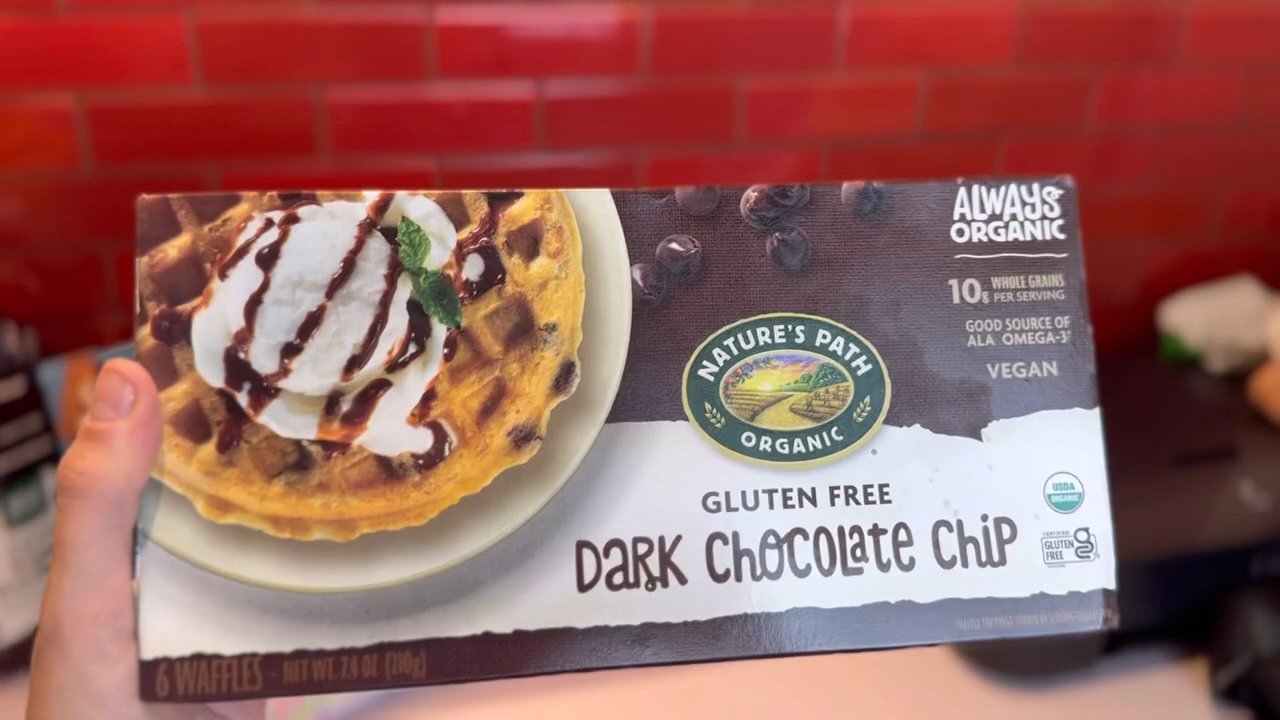 ALWAYS
ORGANIC
10g WHOLE GRAINS
PER SERVING
GOOD SOURCE OF
ALA OMEGA-3†
VEGAN
NATURE'S PATH
ORGANIC
GLUTEN FREE
DARK CHOCOLATE CHIP
USDA
ORGANIC
CERTIFIED
GLUTEN
FREE
6 WAFFLES - NET WT. 7.4 OZ (210g)